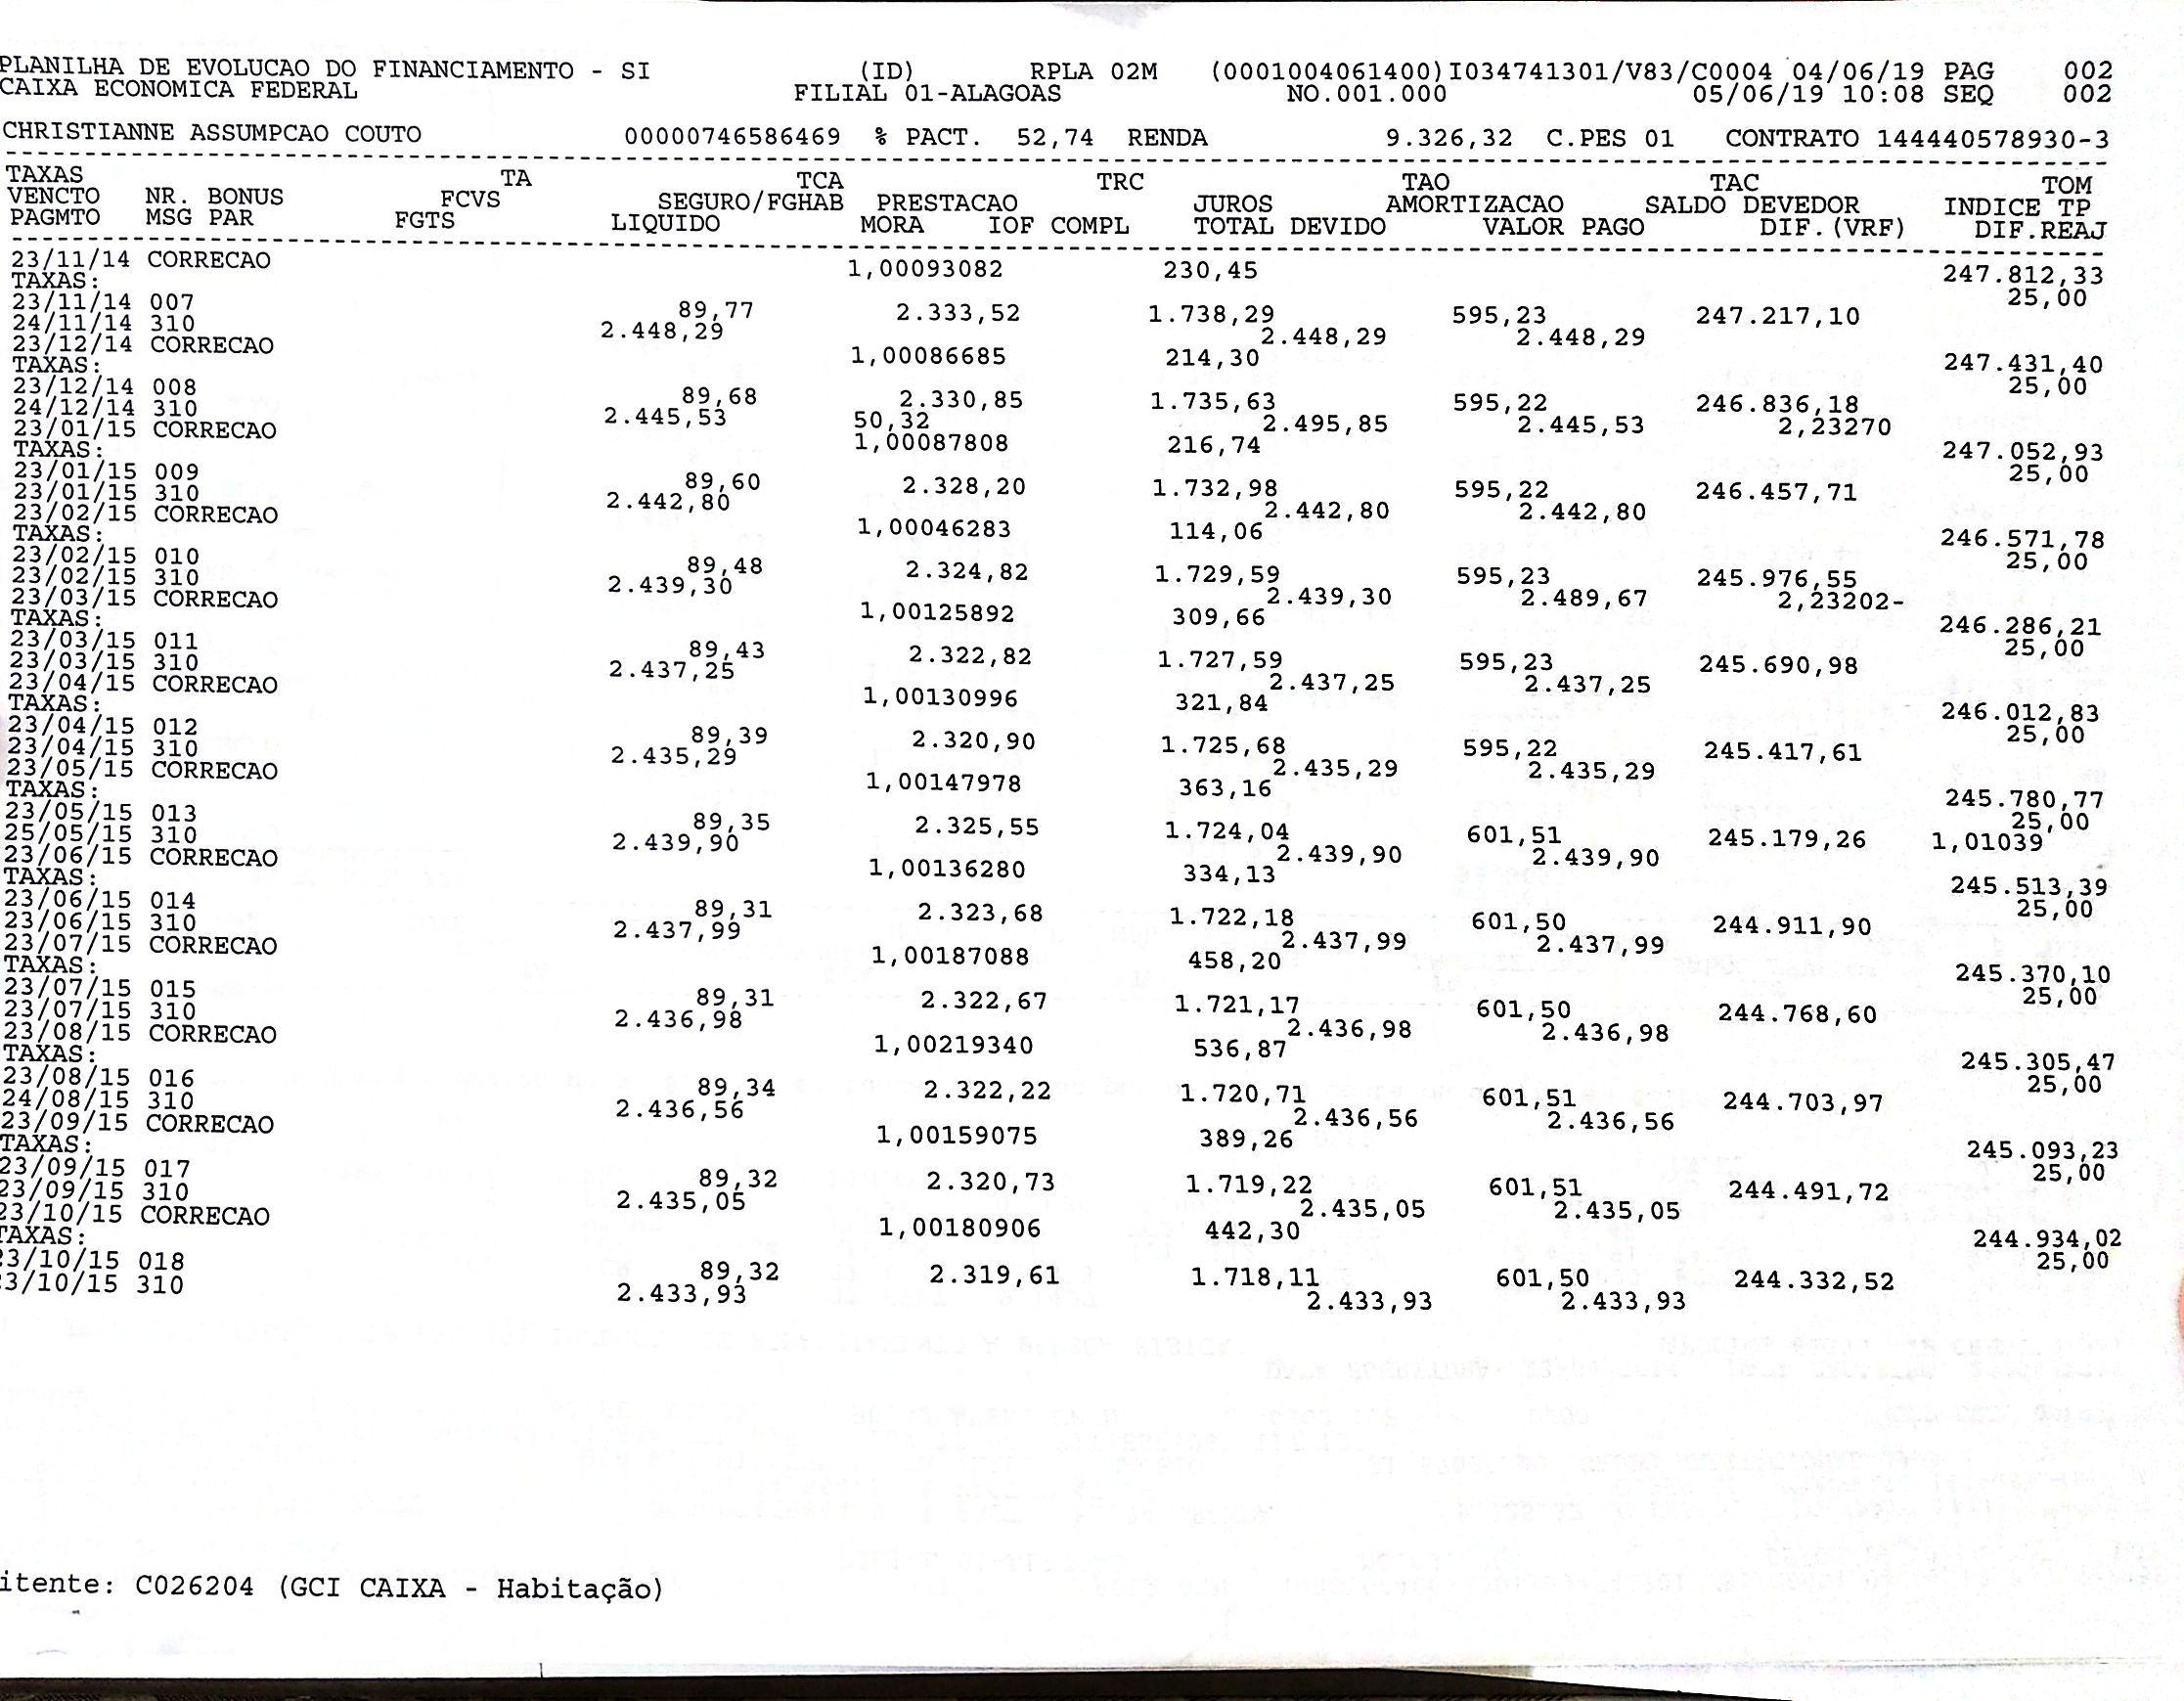 PLANILHA DE EVOLUCAO DO FINANCIAMENTO - SI (ID) RPLA 02M (0001004061400)I034741301/V83/C0004 04/06/19 PAG 002
CAIXA ECONOMICA FEDERAL FILIAL 01-ALAGOAS NO.001.000 05/06/19 10:08 SEQ 002
CHRISTIANNE ASSUMPCAO COUTO 00000746586469 % PACT. 52,74 RENDA 9.326,32 C.PES 01 CONTRATO 144440578930-3
TAXAS TA TCA TRC TAO TAC TOM
VENCTO NR. BONUS FCVS SEGURO/FGHAB PRESTACAO JUROS AMORTIZACAO SALDO DEVEDOR INDICE TP
PAGMTO MSG PAR FGTS LIQUIDO MORA IOF COMPL TOTAL DEVIDO VALOR PAGO DIF.(VRF) DIF.REAJ
23/11/14 CORRECAO 1,00093082 230,45 247.812,33
TAXAS: 25,00
23/11/14 007 89,77 2.333,52 1.738,29 595,23 247.217,10
24/11/14 310 2.448,29 2.448,29 2.448,29
23/12/14 CORRECAO 1,00086685 214,30 247.431,40
TAXAS: 25,00
23/12/14 008 89,68 2.330,85 1.735,63 595,22 246.836,18
24/12/14 310 2.445,53 50,32 2.495,85 2.445,53 2,23270
23/01/15 CORRECAO 1,00087808 216,74 247.052,93
TAXAS: 25,00
23/01/15 009 89,60 2.328,20 1.732,98 595,22 246.457,71
23/01/15 310 2.442,80 2.442,80 2.442,80
23/02/15 CORRECAO 1,00046283 114,06 246.571,78
TAXAS: 25,00
23/02/15 010 89,48 2.324,82 1.729,59 595,23 245.976,55
23/02/15 310 2.439,30 2.439,30 2.489,67 2,23202-
23/03/15 CORRECAO 1,00125892 309,66 246.286,21
TAXAS: 25,00
23/03/15 011 89,43 2.322,82 1.727,59 595,23 245.690,98
23/03/15 310 2.437,25 2.437,25 2.437,25
23/04/15 CORRECAO 1,00130996 321,84 246.012,83
TAXAS: 25,00
23/04/15 012 89,39 2.320,90 1.725,68 595,22 245.417,61
23/04/15 310 2.435,29 2.435,29 2.435,29
23/05/15 CORRECAO 1,00147978 363,16 245.780,77
TAXAS: 25,00
23/05/15 013 89,35 2.325,55 1.724,04 601,51 245.179,26 1,01039
25/05/15 310 2.439,90 2.439,90 2.439,90
23/06/15 CORRECAO 1,00136280 334,13 245.513,39
TAXAS: 25,00
23/06/15 014 89,31 2.323,68 1.722,18 601,50 244.911,90
23/06/15 310 2.437,99 2.437,99 2.437,99
23/07/15 CORRECAO 1,00187088 458,20 245.370,10
TAXAS: 25,00
23/07/15 015 89,31 2.322,67 1.721,17 601,50 244.768,60
23/07/15 310 2.436,98 2.436,98 2.436,98
23/08/15 CORRECAO 1,00219340 536,87 245.305,47
TAXAS: 25,00
23/08/15 016 89,34 2.322,22 1.720,71 601,51 244.703,97
24/08/15 310 2.436,56 2.436,56 2.436,56
23/09/15 CORRECAO 1,00159075 389,26 245.093,23
TAXAS: 25,00
23/09/15 017 89,32 2.320,73 1.719,22 601,51 244.491,72
23/09/15 310 2.435,05 2.435,05 2.435,05
23/10/15 CORRECAO 1,00180906 442,30 244.934,02
TAXAS: 25,00
23/10/15 018 89,32 2.319,61 1.718,11 601,50 244.332,52
23/10/15 310 2.433,93 2.433,93 2.433,93
itente: C026204 (GCI CAIXA - Habitação)